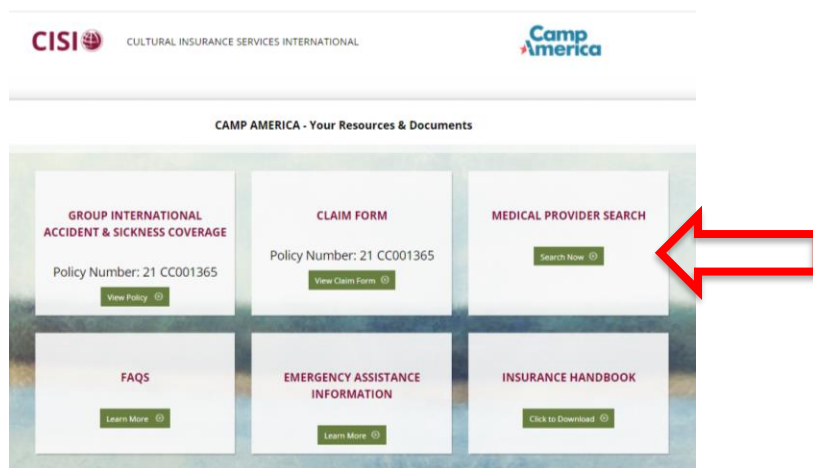 CISI
CULTURAL INSURANCE SERVICES INTERNATIONAL
Camp
America
CAMP AMERICA - Your Resources & Documents
GROUP INTERNATIONAL
ACCIDENT & SICKNESS COVERAGE
Policy Number: 21 CC001365
View Policy
CLAIM FORM
Policy Number: 21 CC001365
View Claim Form
MEDICAL PROVIDER SEARCH
Search Now
FAQS
Learn More
EMERGENCY ASSISTANCE
INFORMATION
Learn More
INSURANCE HANDBOOK
Click to Download